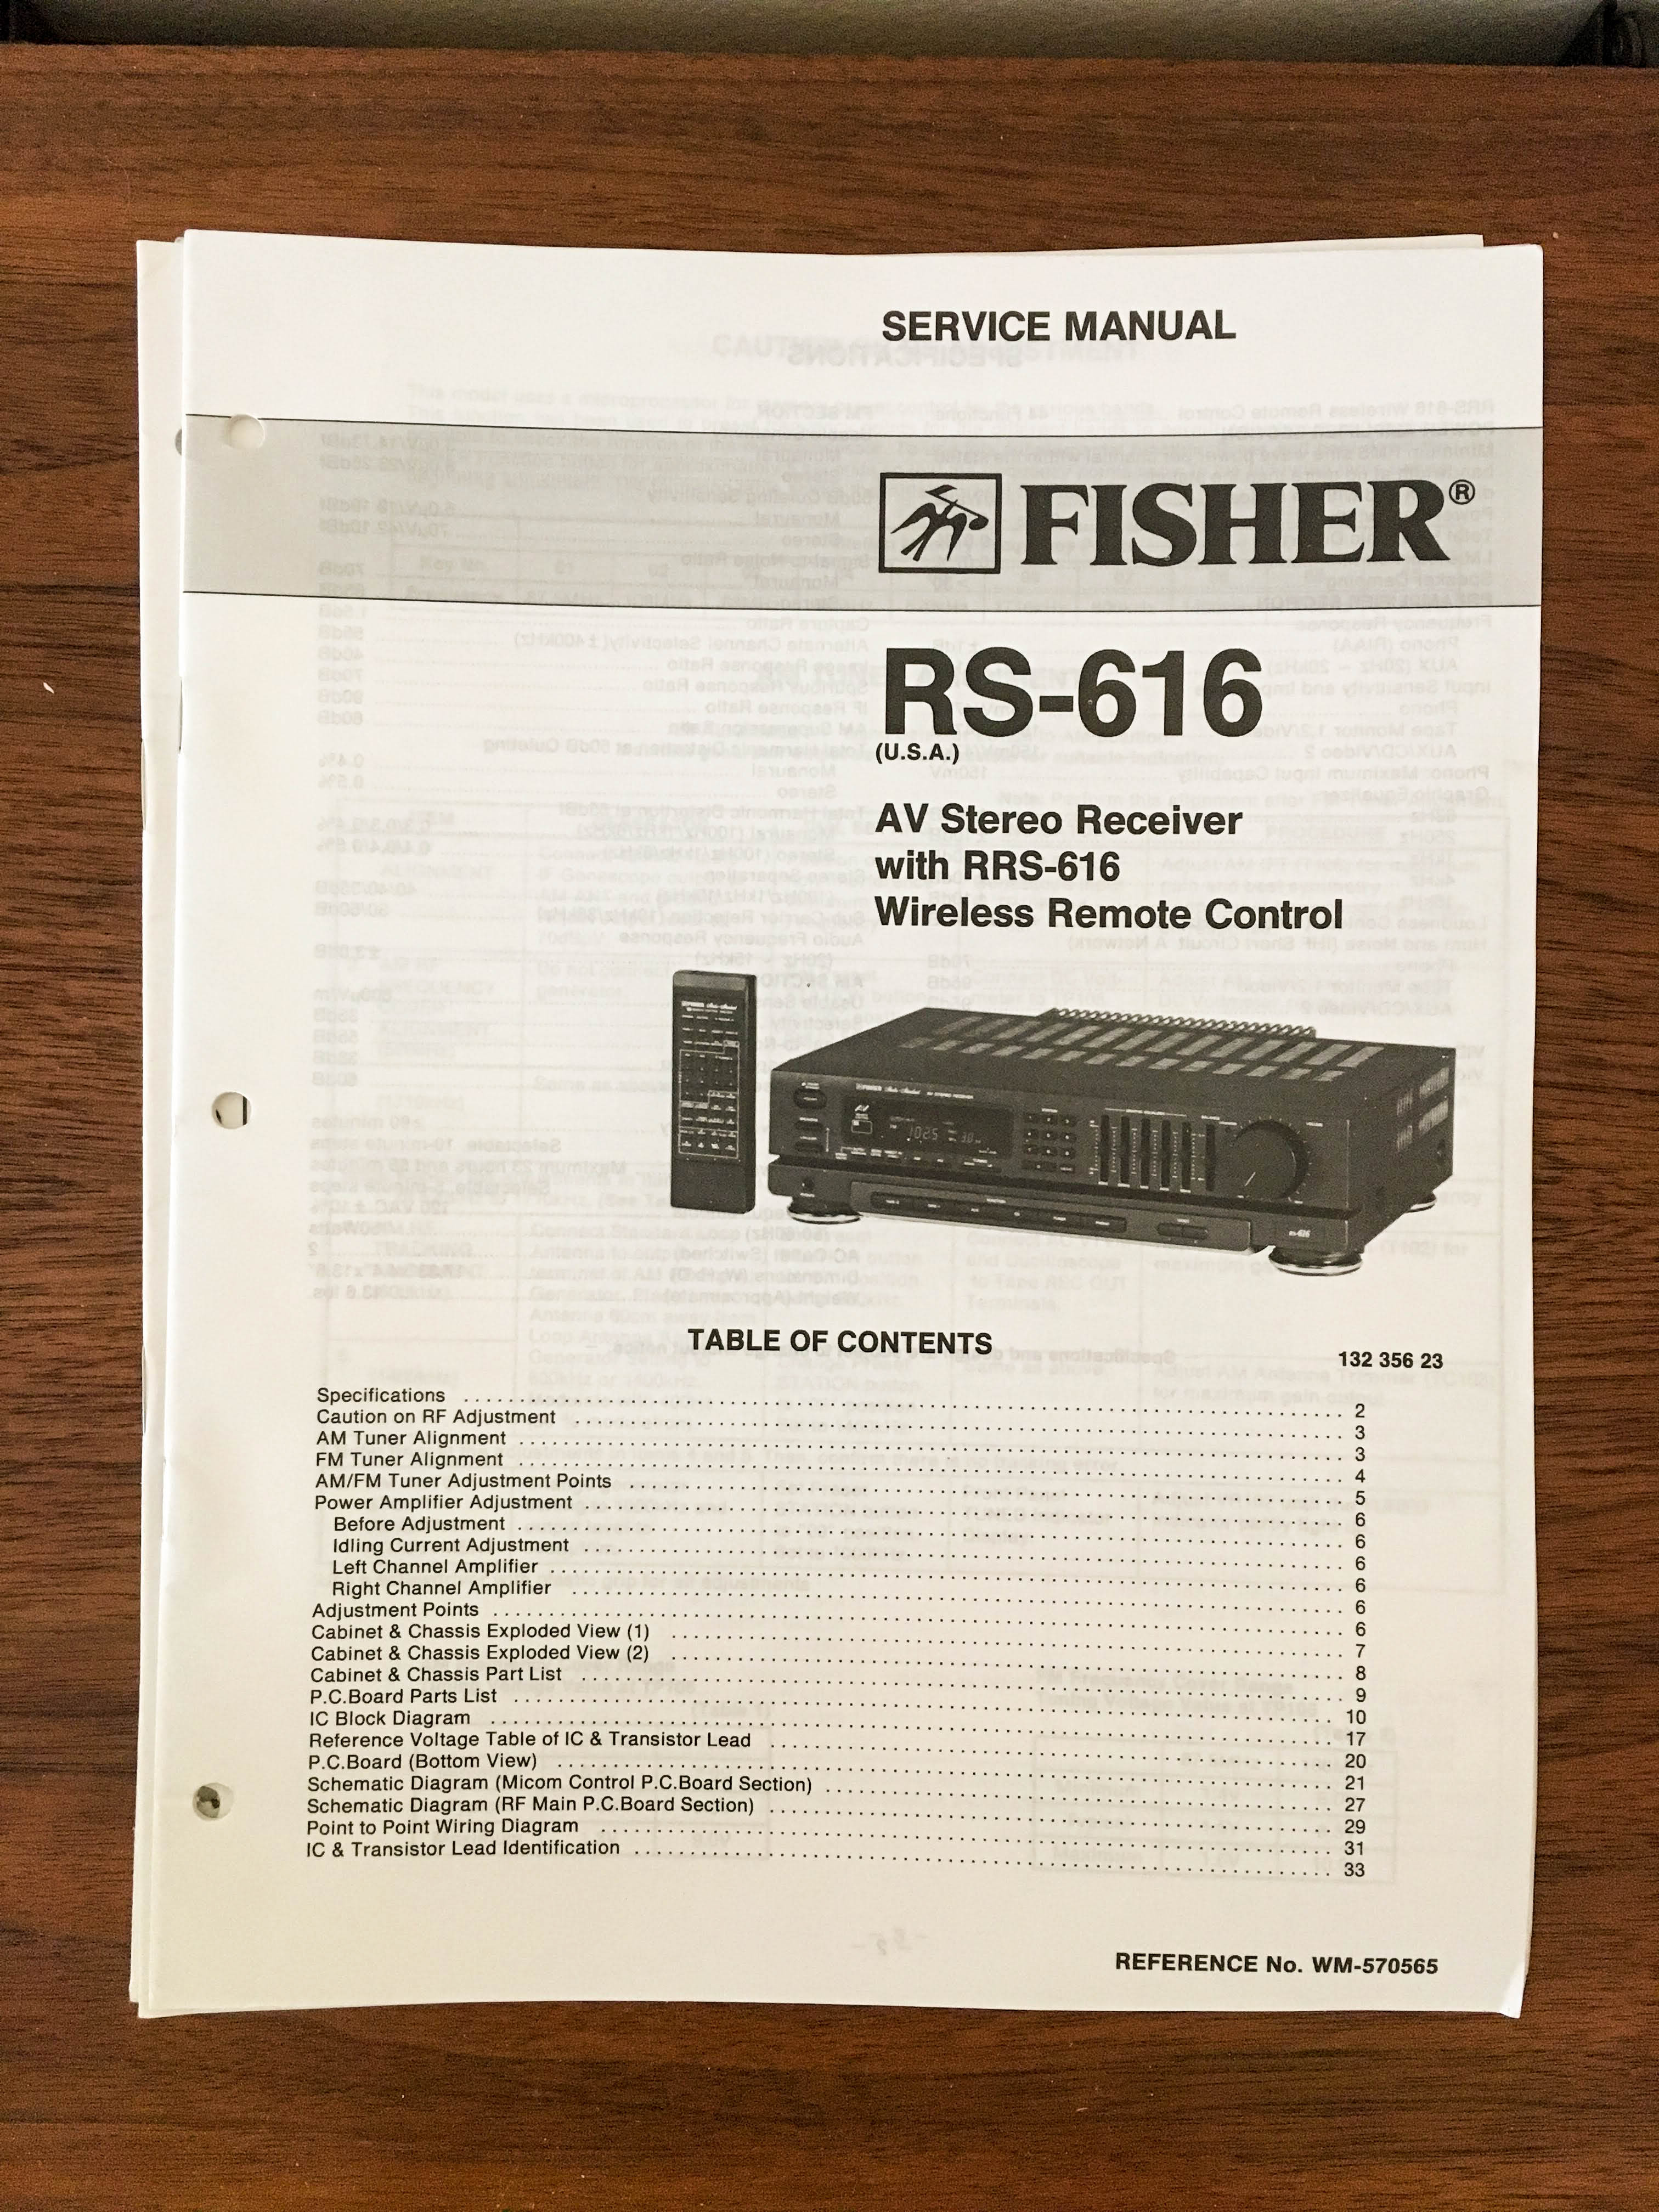 SERVICE MANUAL
FISHER®
RS-616
(U.S.A.)
AV Stereo Receiver
with RRS-616
Wireless Remote Control
TABLE OF CONTENTS
132 356 23
Specifications ........ 2
Caution on RF Adjustment ........ 3
AM Tuner Alignment ........ 3
FM Tuner Alignment ........ 4
AM/FM Tuner Adjustment Points ........ 5
Power Amplifier Adjustment ........ 6
Before Adjustment ........ 6
Idling Current Adjustment ........ 6
Left Channel Amplifier ........ 6
Right Channel Amplifier ........ 6
Adjustment Points ........ 6
Cabinet & Chassis Exploded View (1) ........ 7
Cabinet & Chassis Exploded View (2) ........ 8
Cabinet & Chassis Part List ........ 9
P.C.Board Parts List ........ 10
IC Block Diagram ........ 17
Reference Voltage Table of IC & Transistor Lead ........ 20
P.C.Board (Bottom View) ........ 21
Schematic Diagram (Micom Control P.C.Board Section) ........ 27
Schematic Diagram (RF Main P.C.Board Section) ........ 29
Point to Point Wiring Diagram ........ 31
IC & Transistor Lead Identification ........ 33
REFERENCE No. WM-570565